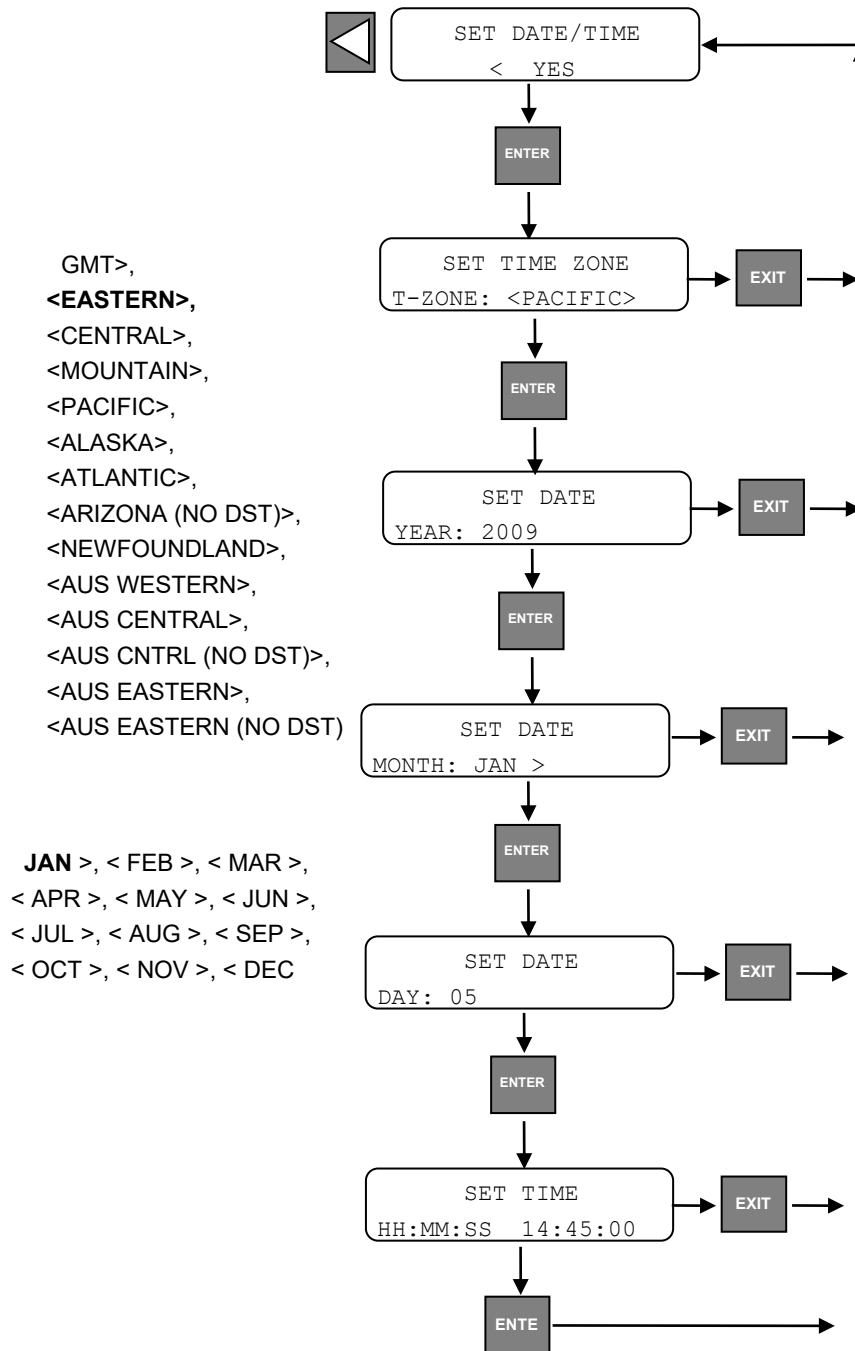 SET DATE/TIME
< YES
ENTER
SET TIME ZONE
T-ZONE: <PACIFIC>
EXIT
GMT>,
<EASTERN>,
<CENTRAL>,
<MOUNTAIN>,
<PACIFIC>,
<ALASKA>,
<ATLANTIC>,
<ARIZONA (NO DST)>,
<NEWFOUNDLAND>,
<AUS WESTERN>,
<AUS CENTRAL>,
<AUS CNTRL (NO DST)>,
<AUS EASTERN>,
<AUS EASTERN (NO DST)
ENTER
SET DATE
YEAR: 2009
EXIT
ENTER
SET DATE
MONTH: JAN >
EXIT
ENTER
JAN >, < FEB >, < MAR >,
< APR >, < MAY >, < JUN >,
< JUL >, < AUG >, < SEP >,
< OCT >, < NOV >, < DEC
SET DATE
DAY: 05
EXIT
ENTER
SET TIME
HH:MM:SS 14:45:00
EXIT
ENTE